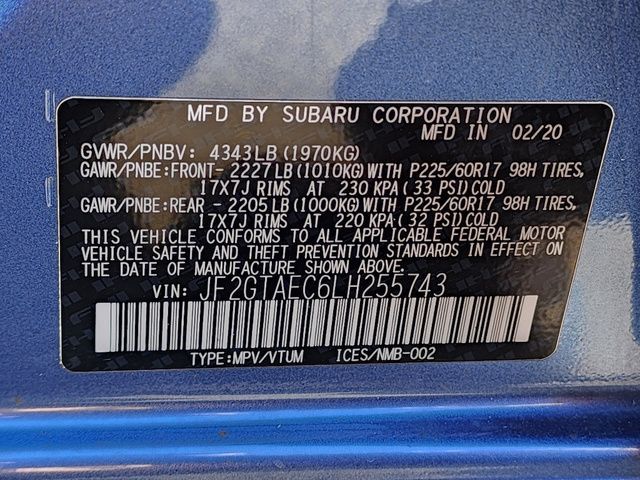 MFD BY SUBARU CORPORATION
MFD IN 02/20
GVWR/PNBV: 4343LB (1970KG)
GAWR/PNBE:FRONT- 2227 LB (1010KG) WITH P225/60R17 98H TIRES,
17X7J RIMS AT 230 KPA (33 PSI) COLD
GAWR/PNBE:REAR - 2205 LB (1000KG) WITH P225/60R17 98H TIRES,
17X7J RIMS AT 220 KPA (32 PSI) COLD
THIS VEHICLE CONFORMS TO ALL APPLICABLE FEDERAL MOTOR
VEHICLE SAFETY AND THEFT PREVENTION STANDARDS IN EFFECT ON
THE DATE OF MANUFACTURE SHOWN ABOVE.
VIN: JF2GTAEC6LH255743
TYPE:MPV/VTUM ICES/NMB-002